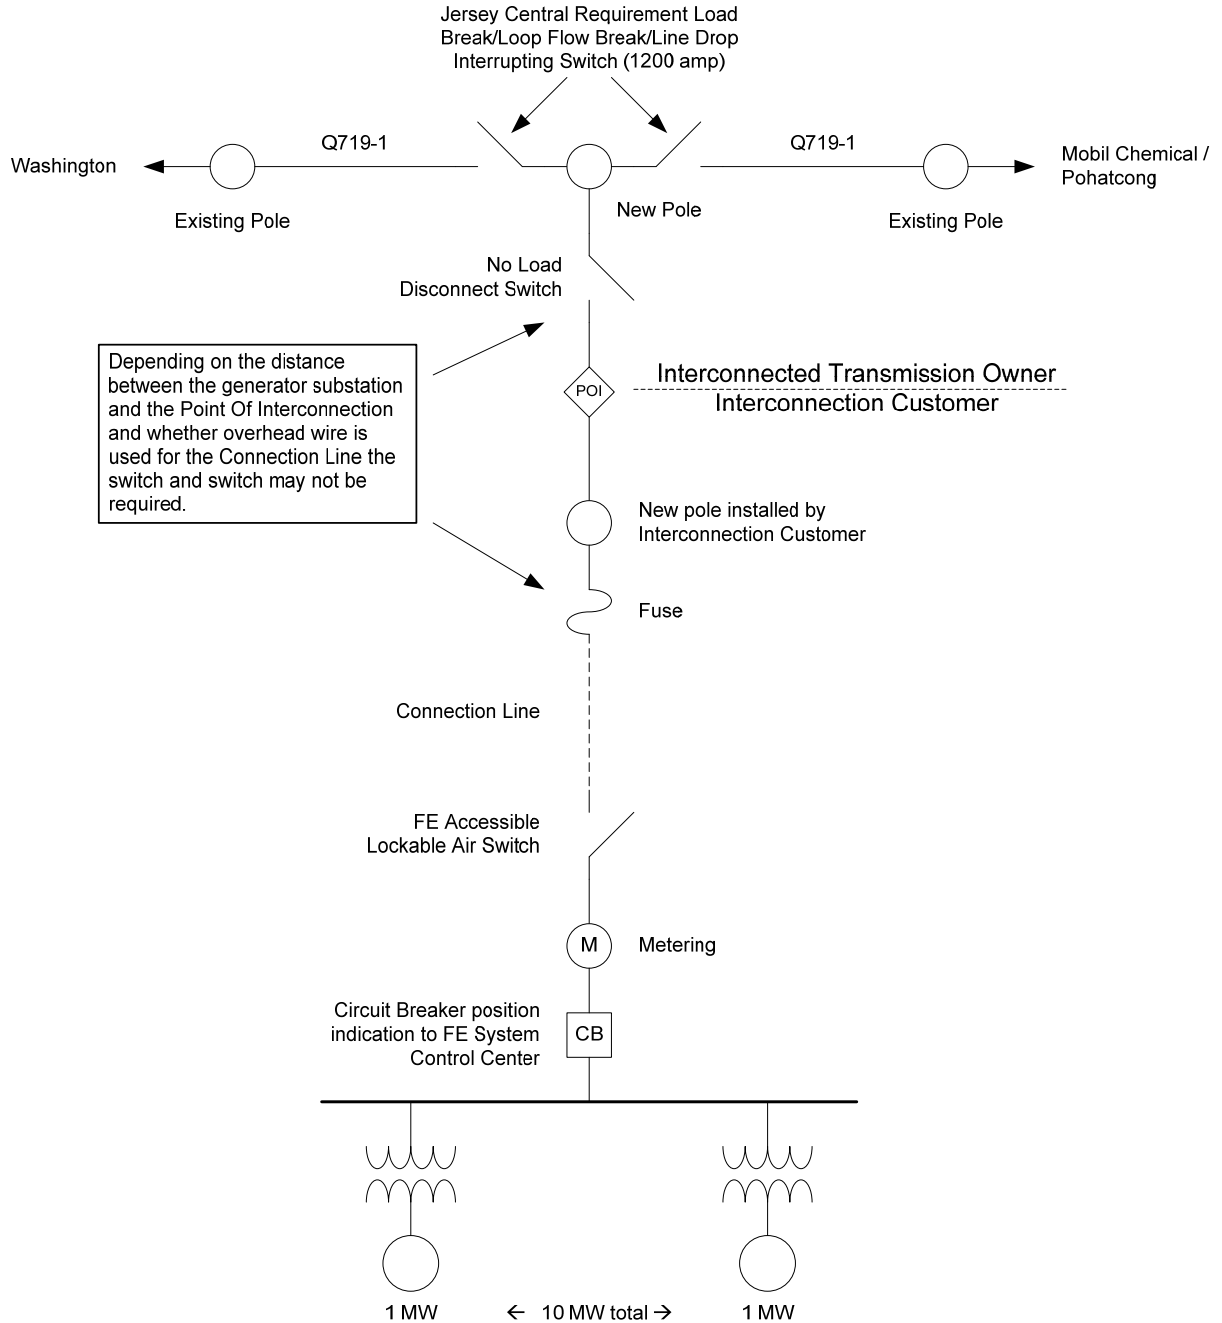 Jersey Central Requirement Load
Break/Loop Flow Break/Line Drop
Interrupting Switch (1200 amp)
Q719-1
Q719-1
Washington
Mobil Chemical /
Pohatcong
Existing Pole
New Pole
Existing Pole
No Load
Disconnect Switch
Depending on the distance
between the generator substation
and the Point Of Interconnection
and whether overhead wire is
used for the Connection Line the
switch and switch may not be
required.
POI
Interconnected Transmission Owner
Interconnection Customer
New pole installed by
Interconnection Customer
Fuse
Connection Line
FE Accessible
Lockable Air Switch
M
Metering
Circuit Breaker position
indication to FE System
Control Center
CB
1 MW
← 10 MW total →
1 MW